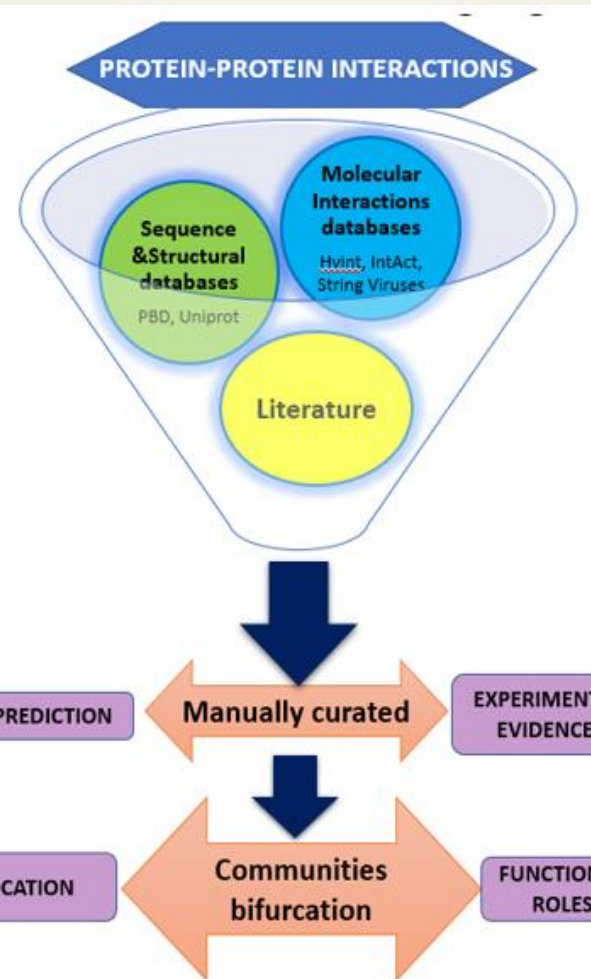 PROTEIN-PROTEIN INTERACTIONS
Molecular
Interactions
databases
Hvint, IntAct,
String Viruses
Sequence
&Structural
databases
PBD, Uniprot
Literature
PREDICTION
Manually curated
EXPERIMENT
EVIDENCE
CATION
Communities
bifurcation
FUNCTION
ROLES